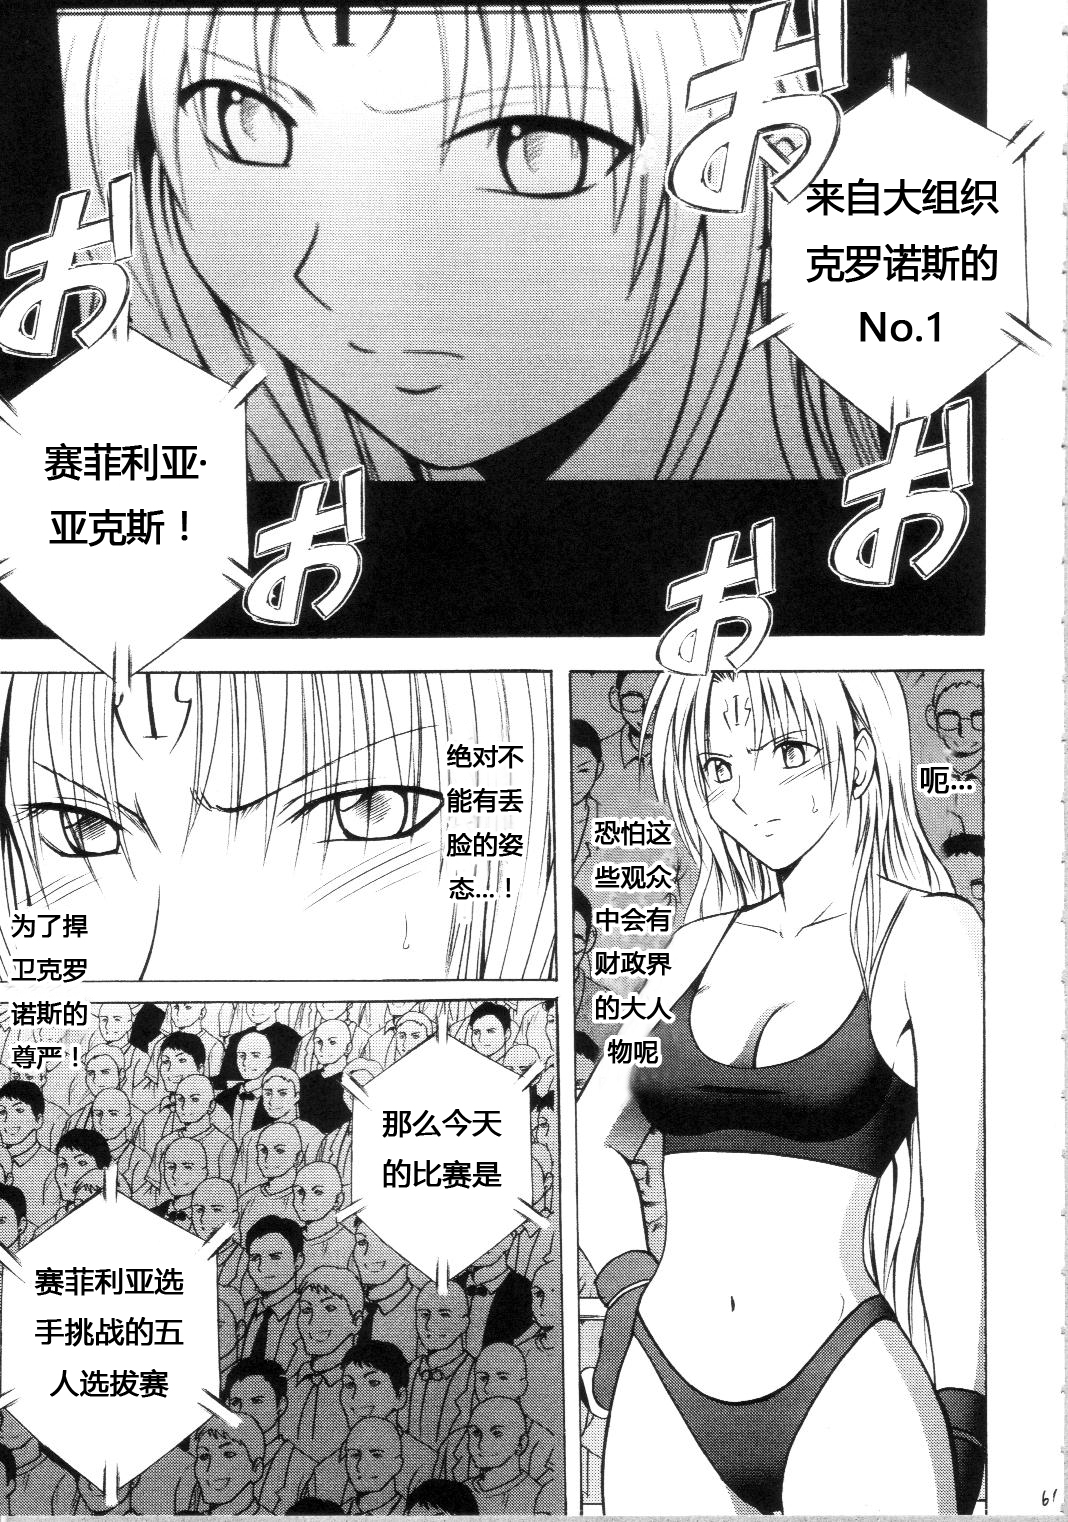 お
来自大组织
克罗诺斯的
No.1
お
赛菲利亚·
亚克斯！
お
お
お
呃…
恐怕这
些观众
中会有
财政界
的大人
物呢
绝对不
能有丢
脸的姿
态…！
为了捍
卫克罗
诺斯的
尊严！
那么今天
的比赛是
赛菲利亚选
手挑战的五
人选拔赛
61